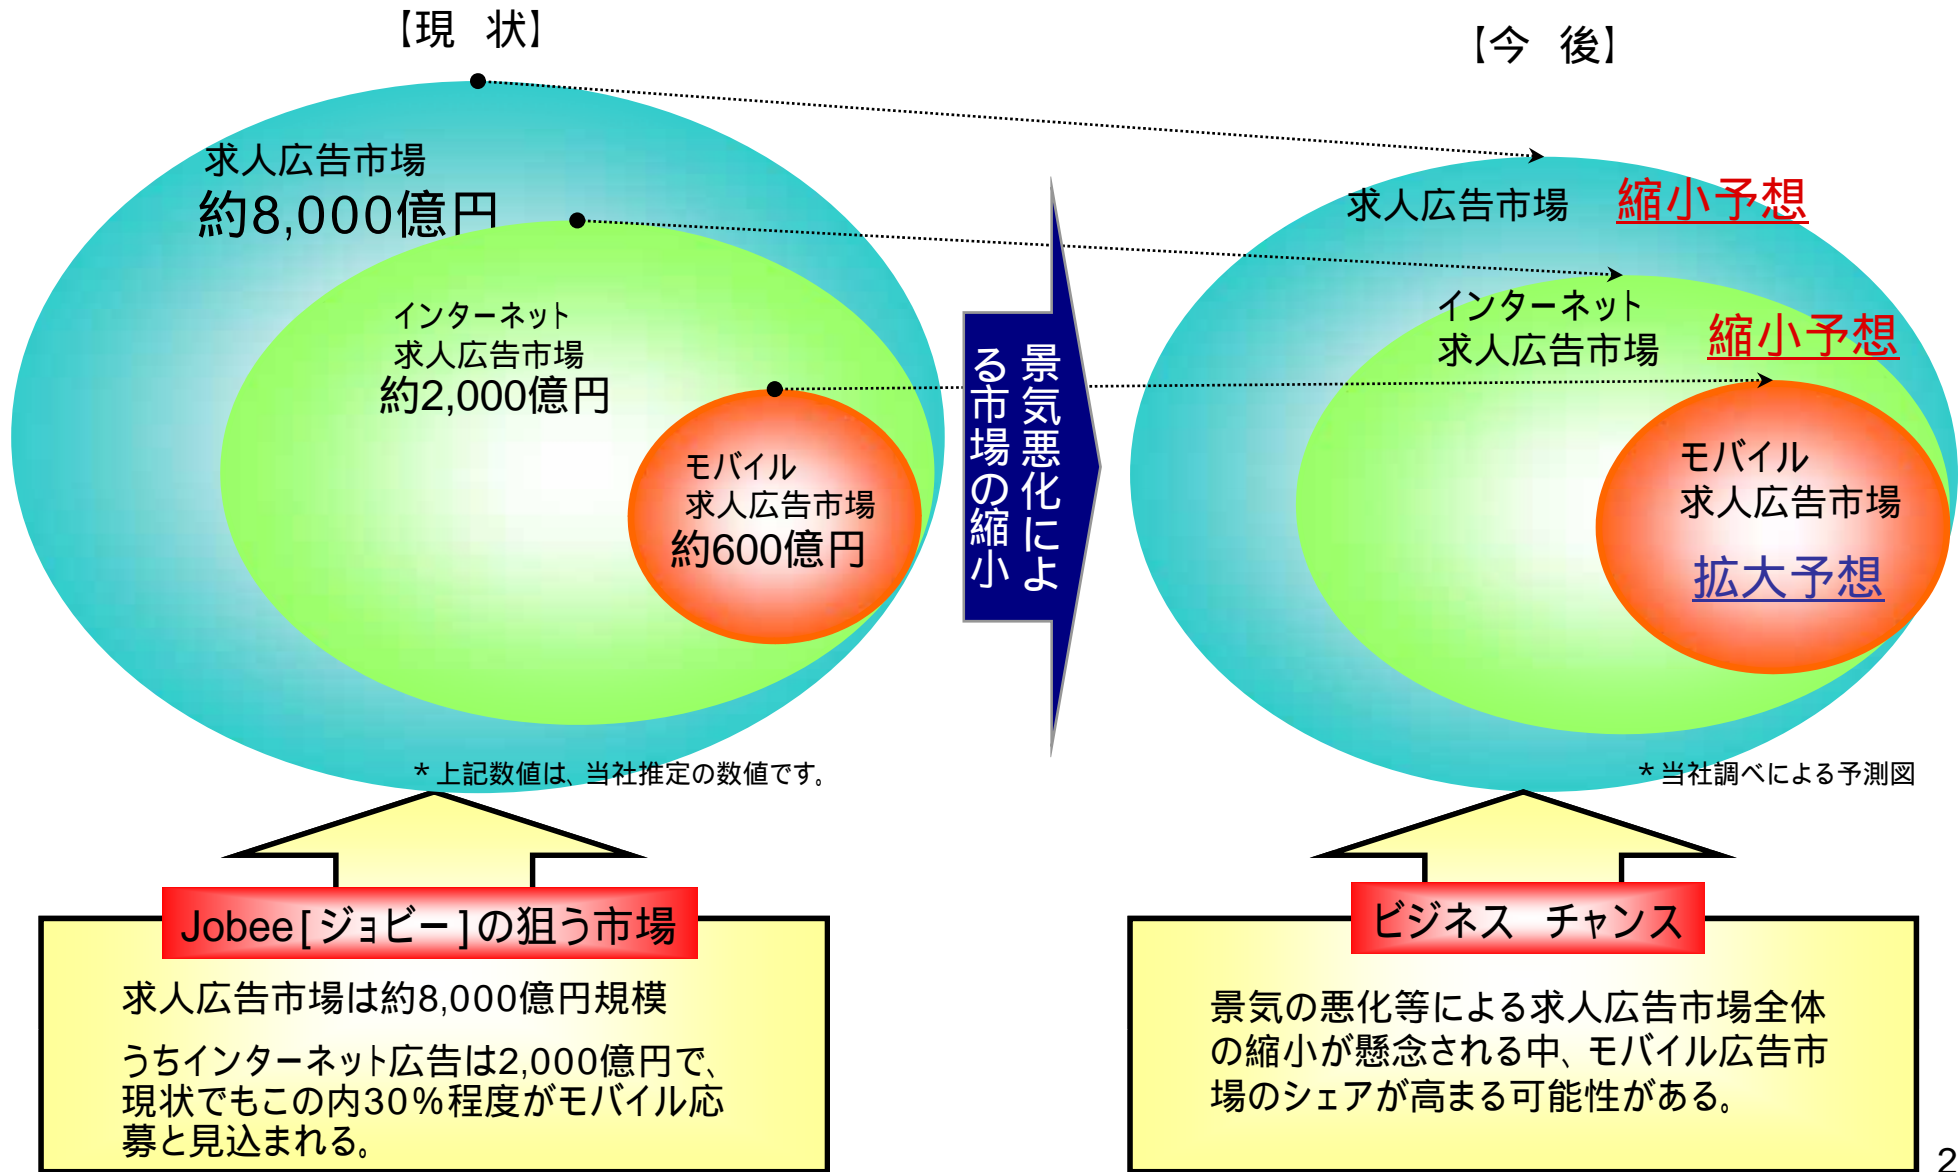 【現　状】
求人広告市場
約8,000億円
インターネット
求人広告市場
約2,000億円
モバイル
求人広告市場
約600億円
＊上記数値は、当社推定の数値です。
景気悪化によ
る市場の縮小
【今　後】
求人広告市場　縮小予想
インターネット
求人広告市場　縮小予想
モバイル
求人広告市場
拡大予想
＊当社調べによる予測図
Jobee[ジョビー]の狙う市場
求人広告市場は約8,000億円規模
うちインターネット広告は2,000億円で、
現状でもこの内30％程度がモバイル応
募と見込まれる。
ビジネス　チャンス
景気の悪化等による求人広告市場全体
の縮小が懸念される中、モバイル広告市
場のシェアが高まる可能性がある。
2